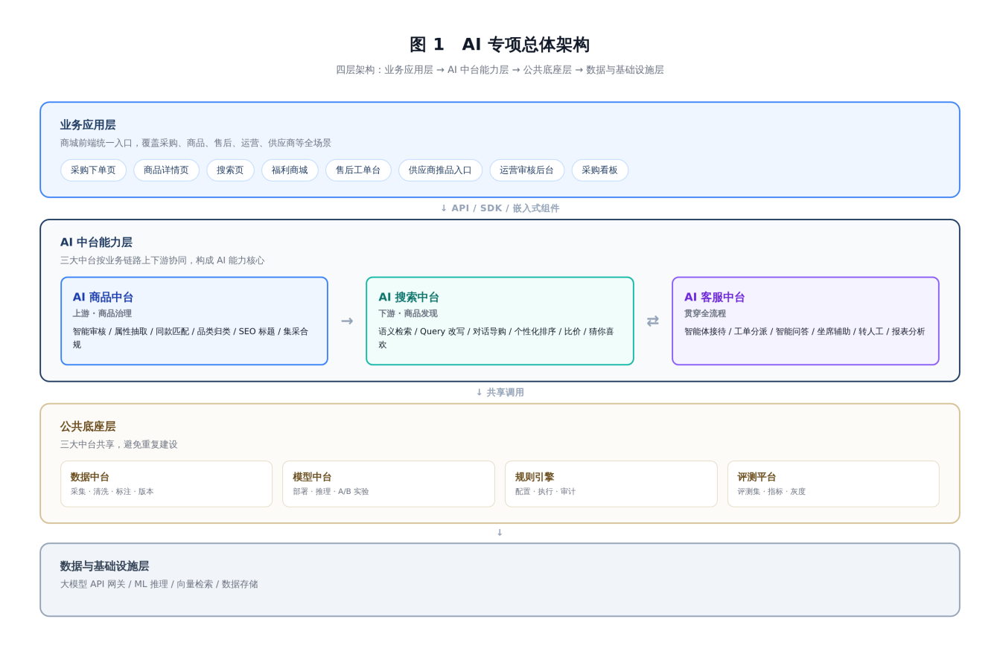 图 1 AI 专项总体架构
四层架构：业务应用层 → AI 中台能力层 → 公共底座层 → 数据与基础设施层
业务应用层
商城前端统一入口，覆盖采购、商品、售后、运营、供应商等全场景
采购下单页 商品详情页 搜索页 福利商城 售后工单台 供应商推品入口 运营审核后台 采购看板
↓ API / SDK / 嵌入式组件
AI 中台能力层
三大中台按业务链路上下游协同，构成 AI 能力核心
AI 商品中台
上游 · 商品治理
智能审核 / 属性抽取 / 同款匹配 / 品类归类 / SEO 标题 / 集采合
规
→
AI 搜索中台
下游 · 商品发现
语义检索 / Query 改写 / 对话导购 / 个性化排序 / 比价 / 猜你喜
欢
⇄
AI 客服中台
贯穿全流程
智能体接待 / 工单分派 / 智能问答 / 坐席辅助 / 转人工 / 报表分析
↓ 共享调用
公共底座层
三大中台共享，避免重复建设
数据中台
采集 · 清洗 · 标注 · 版本
模型中台
部署 · 推理 · A/B 实验
规则引擎
配置 · 执行 · 审计
评测平台
评测集 · 指标 · 灰度
↓
数据与基础设施层
大模型 API 网关 / ML 推理 / 向量检索 / 数据存储